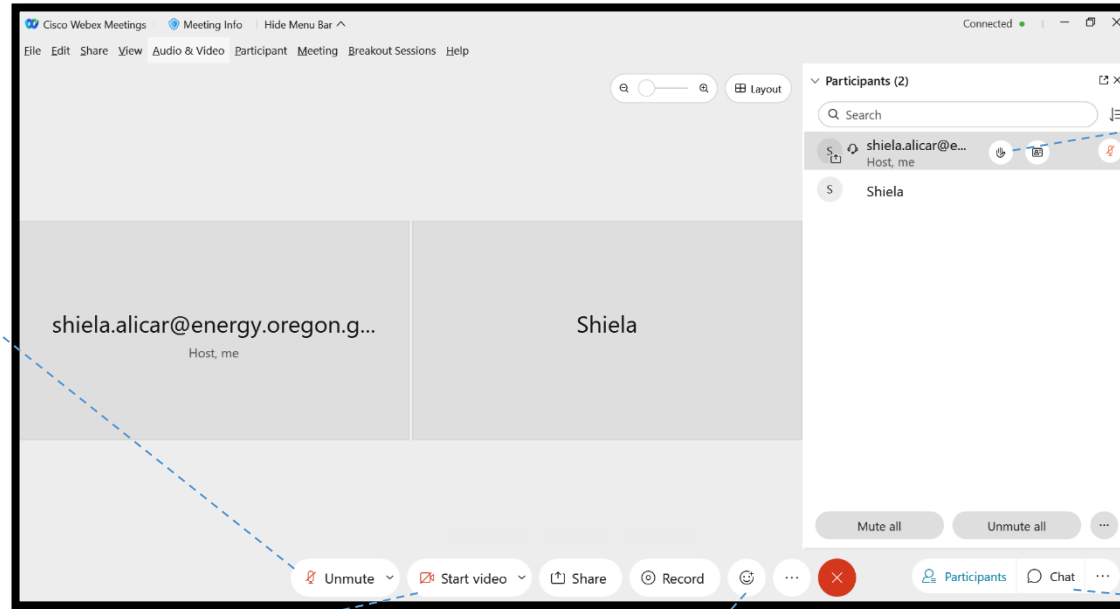 Cisco Webex Meetings Meeting Info Hide Menu Bar Connected
File Edit Share View Audio & Video Participant Meeting Breakout Sessions Help
Layout
Participants (2)
Search
S shiela.alicar@e...
Host, me
S Shiela
shiela.alicar@energy.oregon.g...
Host, me
Shiela
Mute all Unmute all ...
Unmute Start video Share Record ... Participants Chat ...